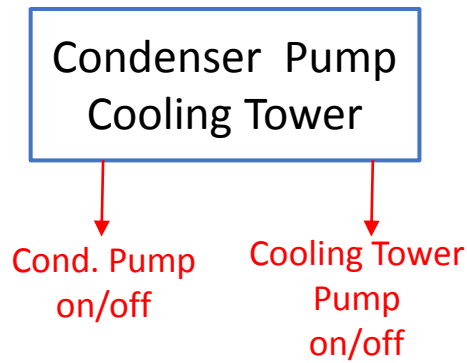 Condenser  Pump
Cooling Tower
Cond. Pump
on/off
Cooling Tower
Pump
on/off